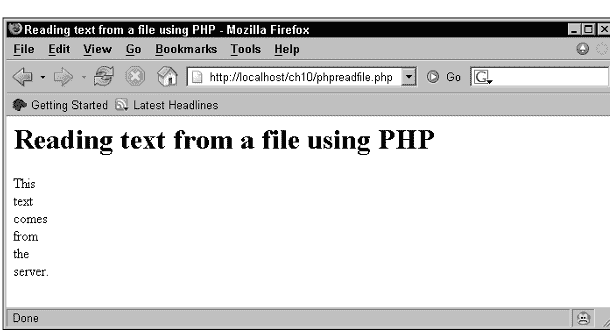 Reading text from a file using PHP - Mozilla Firefox
File Edit View Go Bookmarks Tools Help
http://localhost/ch10/phpreadfile.php Go G
Getting Started Latest Headlines
Reading text from a file using PHP
This
text
comes
from
the
server.
Done